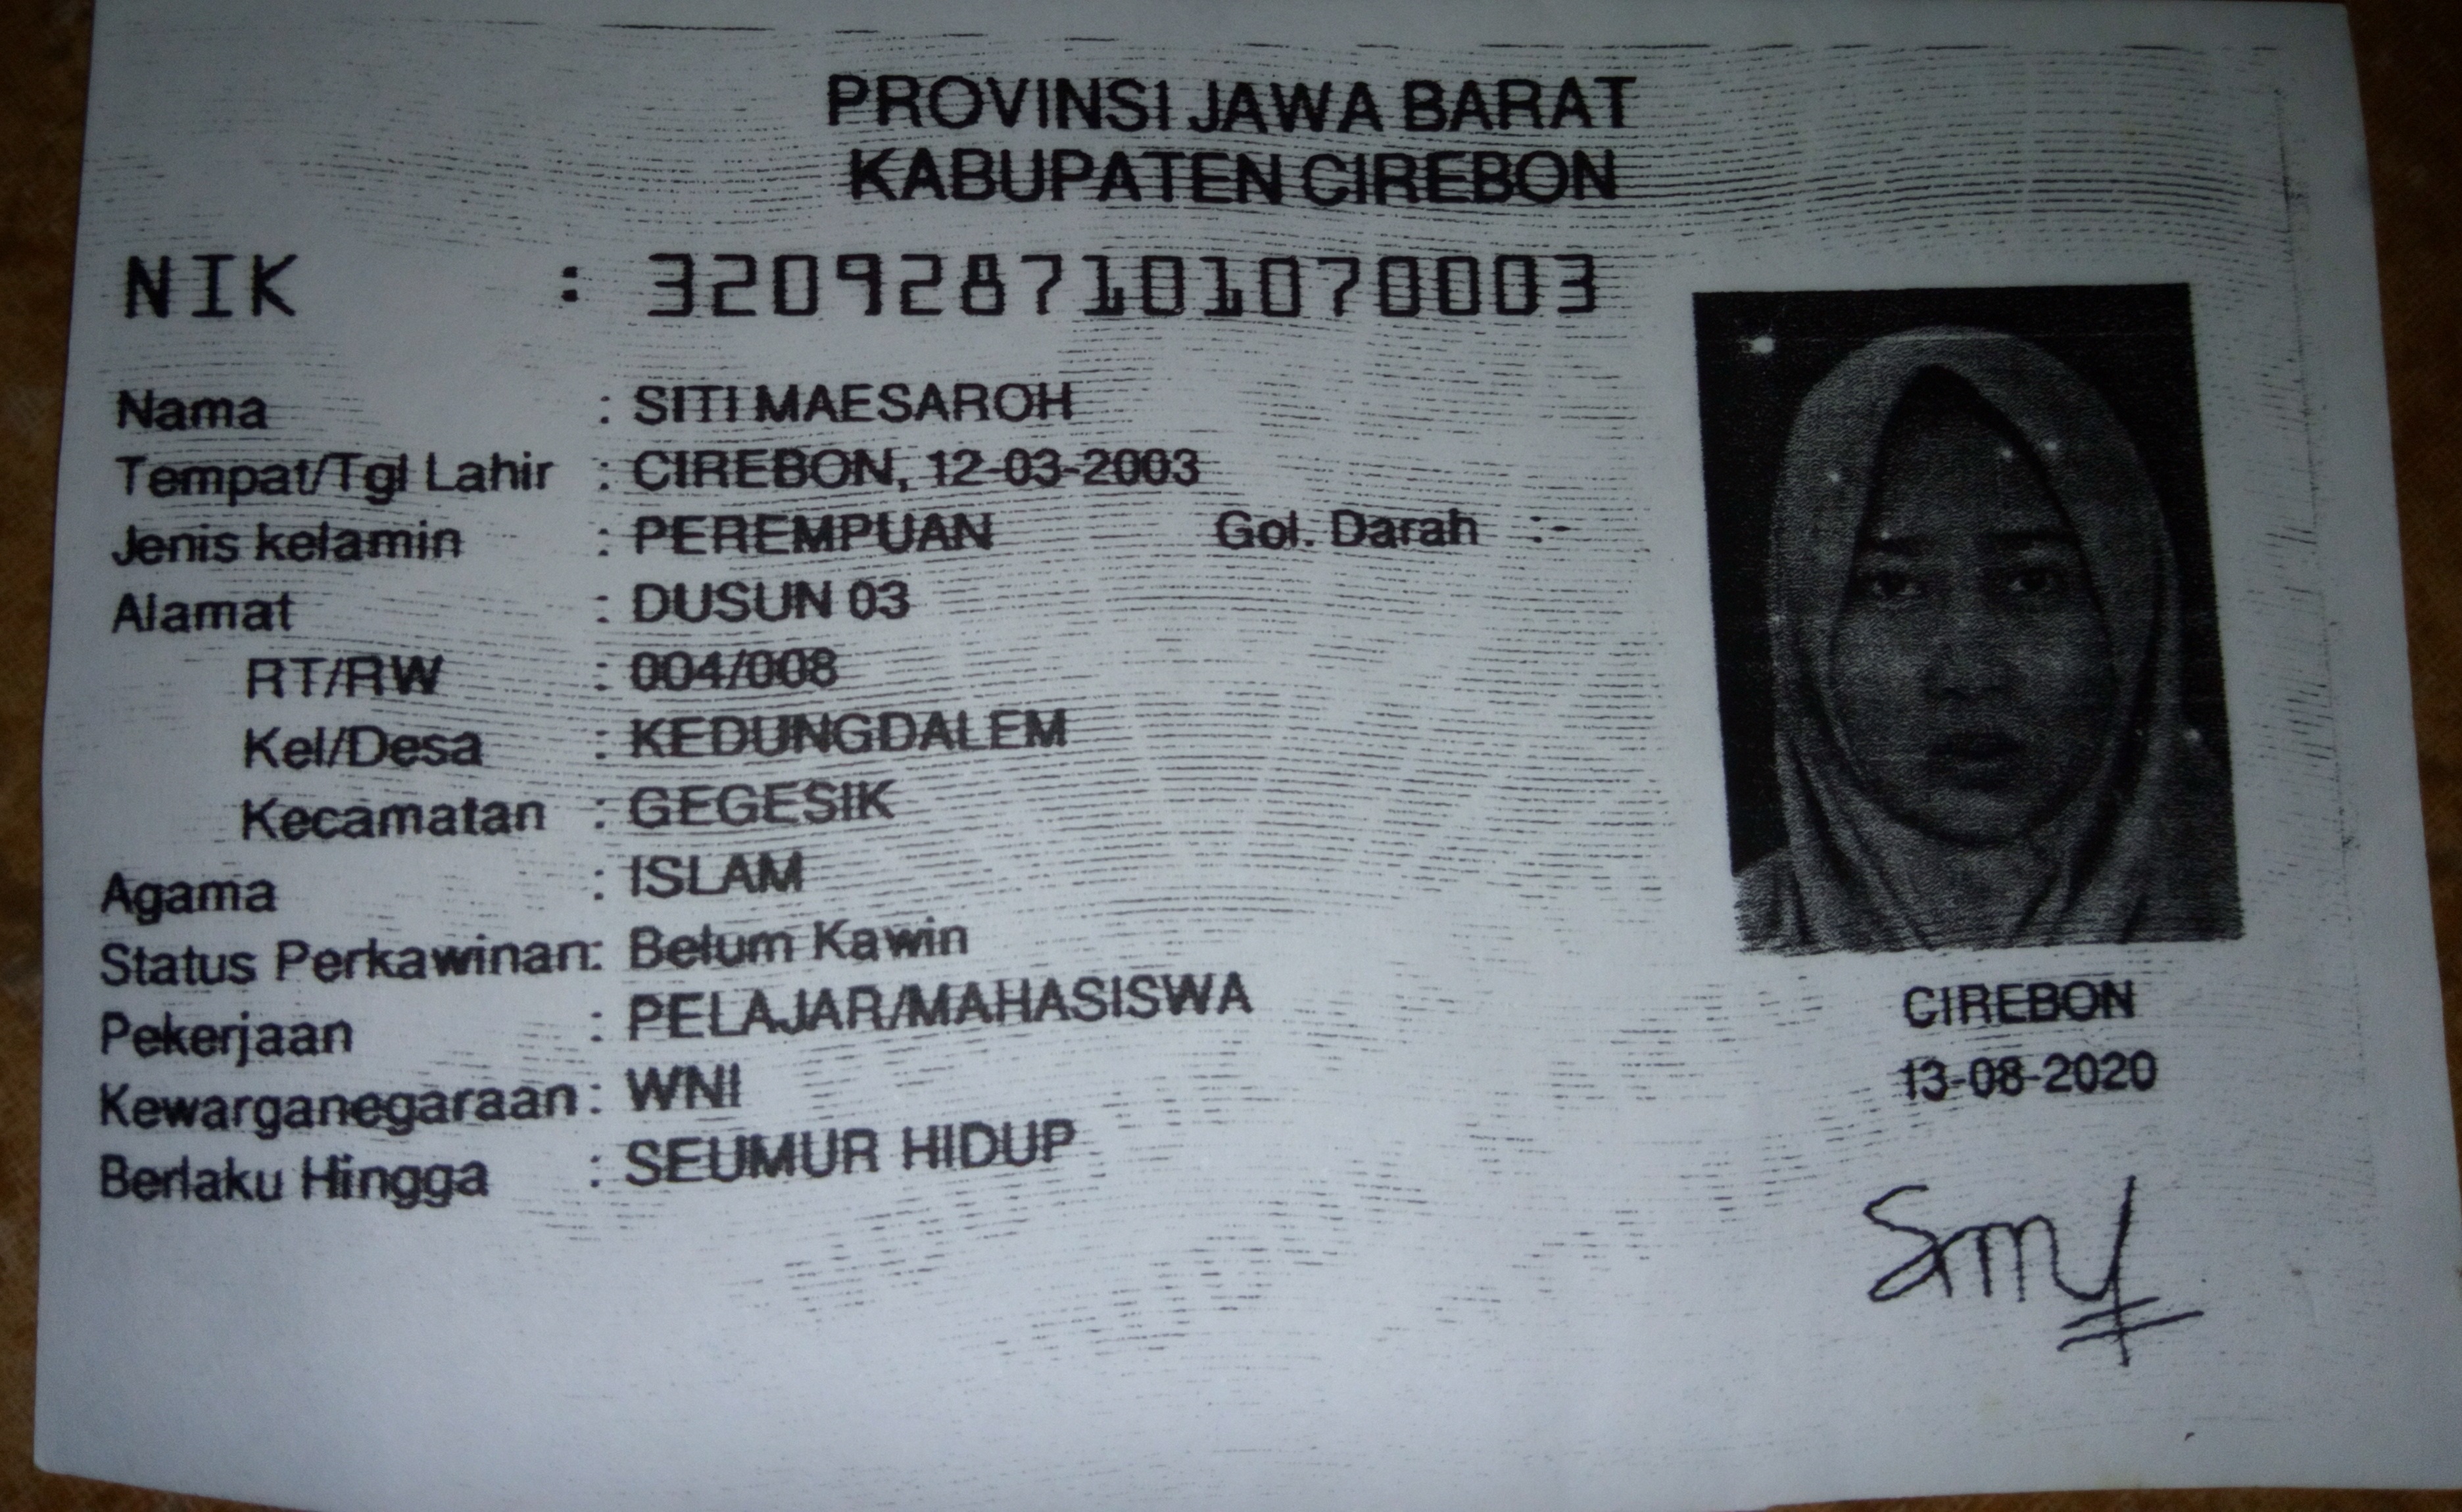 PROVINSI JAWA BARAT
KABUPATEN CIREBON
NIK : 3209287101070003
Nama : SITI MAESAROH
Tempat/Tgl Lahir : CIREBON, 12-03-2003
Jenis kelamin : PEREMPUAN Gol. Darah :-
Alamat : DUSUN 03
RT/RW : 004/008
Kel/Desa : KEDUNGDALEM
Kecamatan : GEGESIK
Agama : ISLAM
Status Perkawinan: Belum Kawin
Pekerjaan : PELAJAR/MAHASISWA
Kewarganegaraan: WNI
Berlaku Hingga : SEUMUR HIDUP
CIREBON
13-08-2020